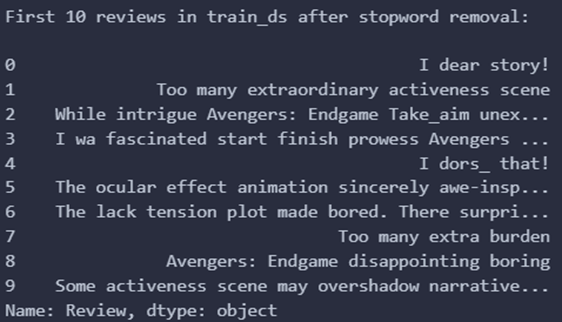 First 10 reviews in train_ds after stopword removal:
0 I dear story!
1 Too many extraordinary activeness scene
2 While intrigue Avengers: Endgame Take_aim unex...
3 I wa fascinated start finish prowess Avengers ...
4 I dors_ that!
5 The ocular effect animation sincerely awe-insp...
6 The lack tension plot made bored. There surpri...
7 Too many extra burden
8 Avengers: Endgame disappointing boring
9 Some activeness scene may overshadow narrative...
Name: Review, dtype: object